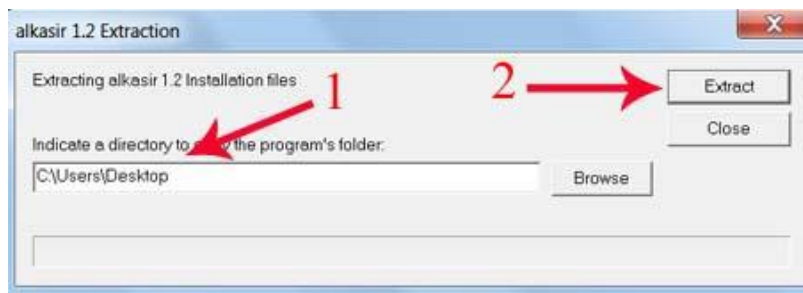 alkasir 1.2 Extraction
Extracting alkasir 1.2 Installation files
1
2
Extract
Close
Indicate a directory to the program's folder:
C:\Users\Desktop
Browse